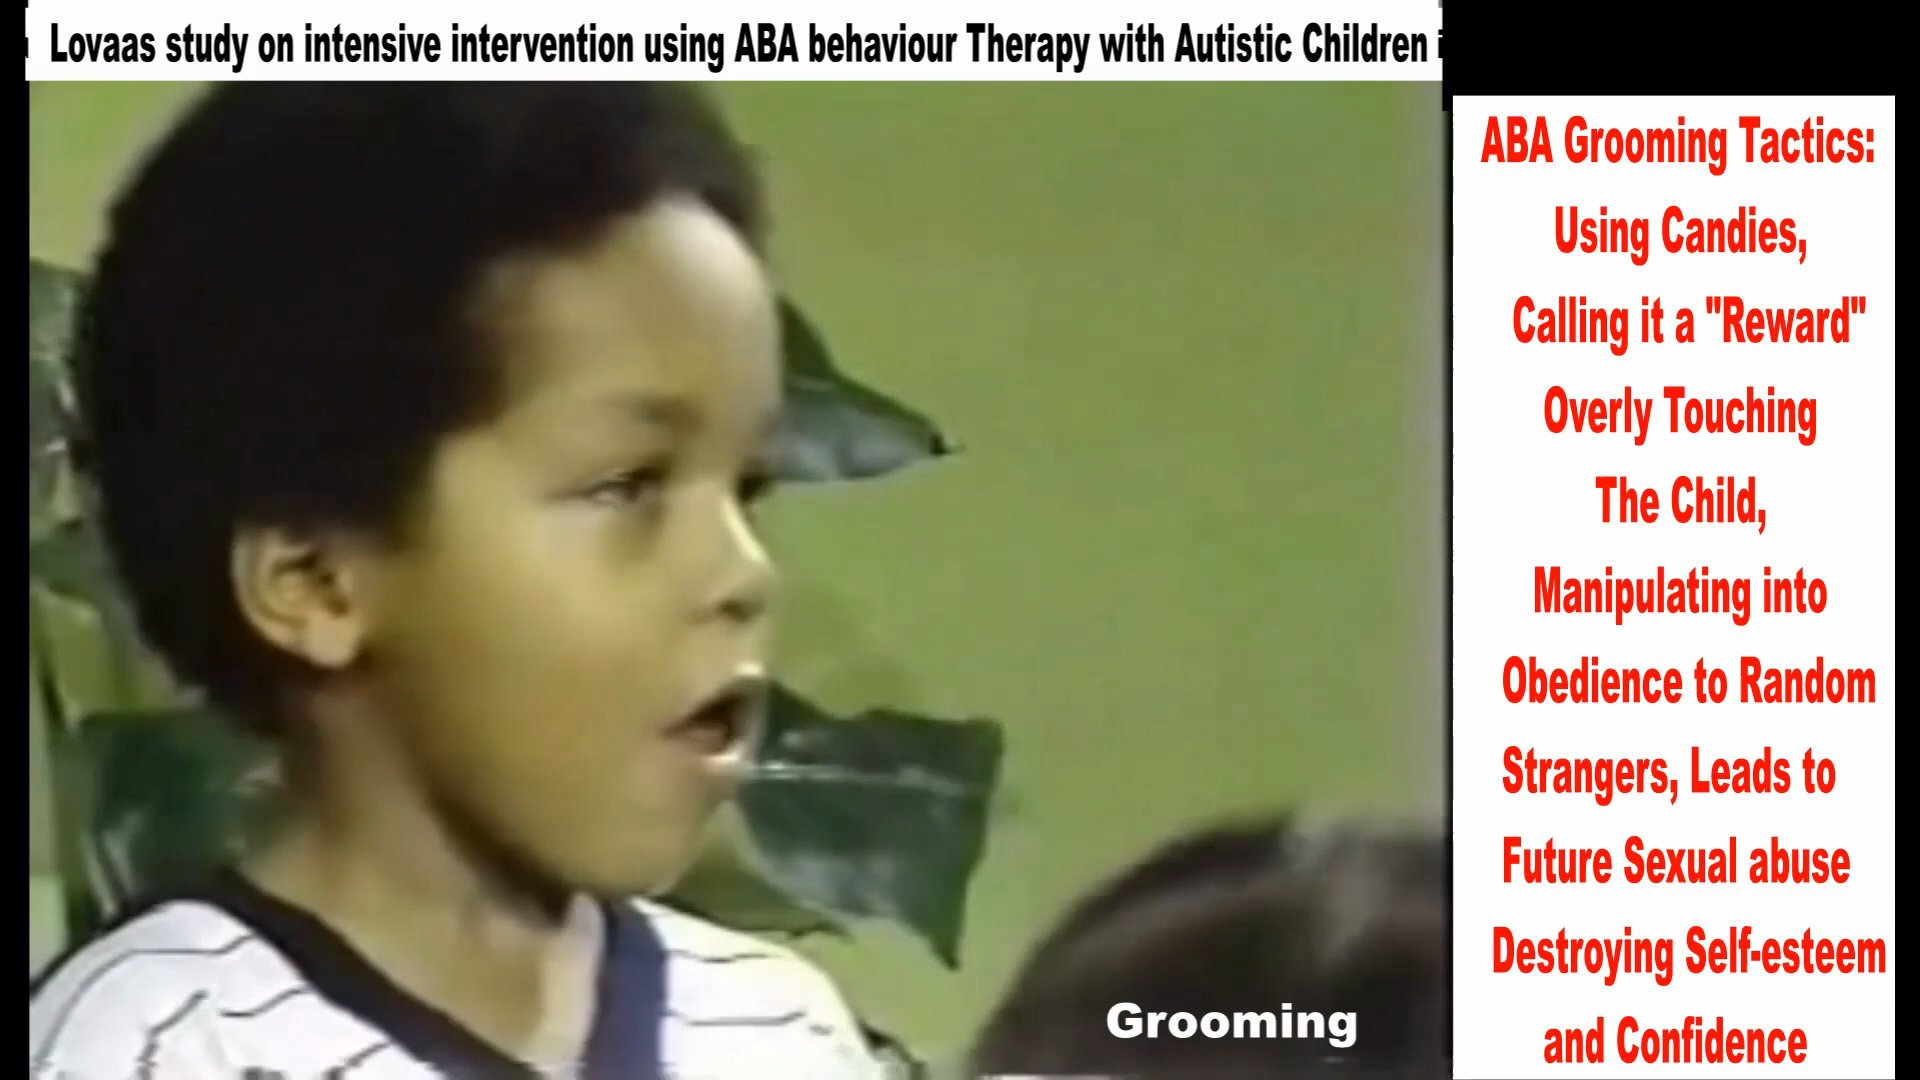 Lovaas study on intensive intervention using ABA behaviour Therapy with Autistic Children
ABA Grooming Tactics:
Using Candies,
Calling it a "Reward"
Overly Touching
The Child,
Manipulating into
Obedience to Random
Strangers, Leads to
Future Sexual abuse
Destroying Self-esteem
and Confidence
Grooming